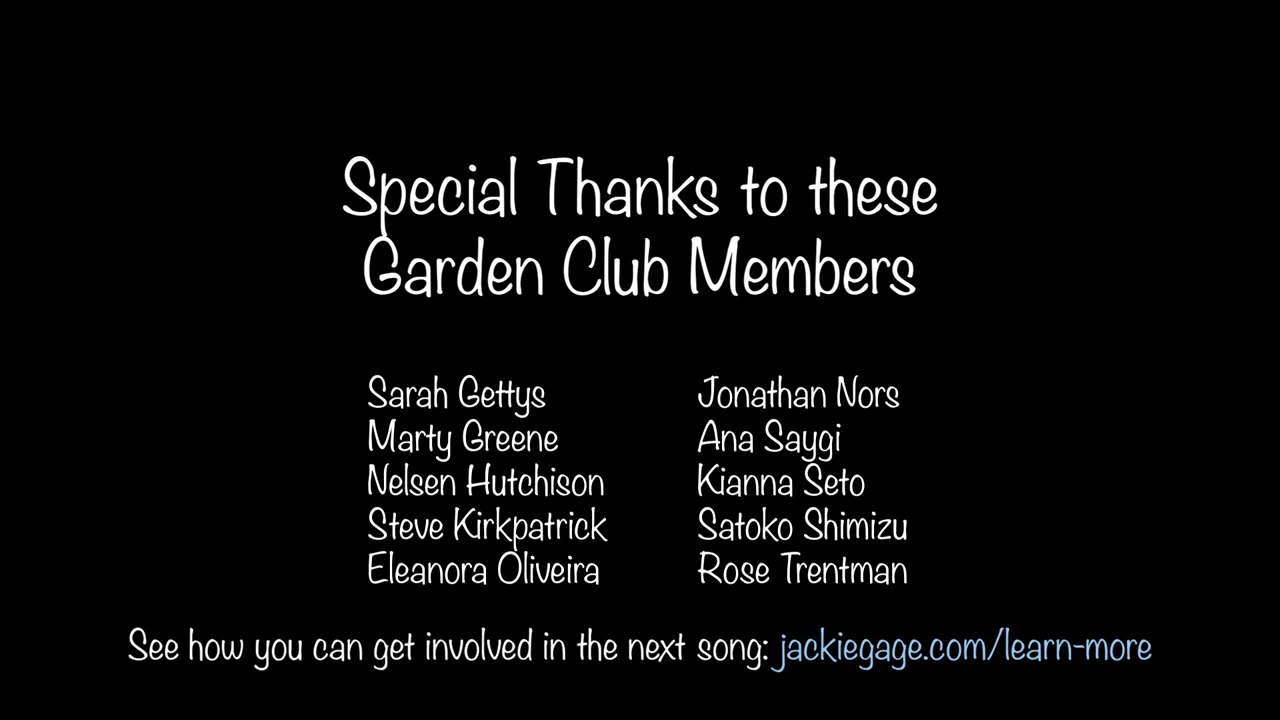 Special Thanks to these
Garden Club Members
Sarah Gettys
Marty Greene
Nelsen Hutchison
Steve Kirkpatrick
Eleanora Oliveira
Jonathan Nors
Ana Saygi
Kianna Seto
Satoko Shimizu
Rose Trentman
See how you can get involved in the next song: jackiegage.com/learn-more